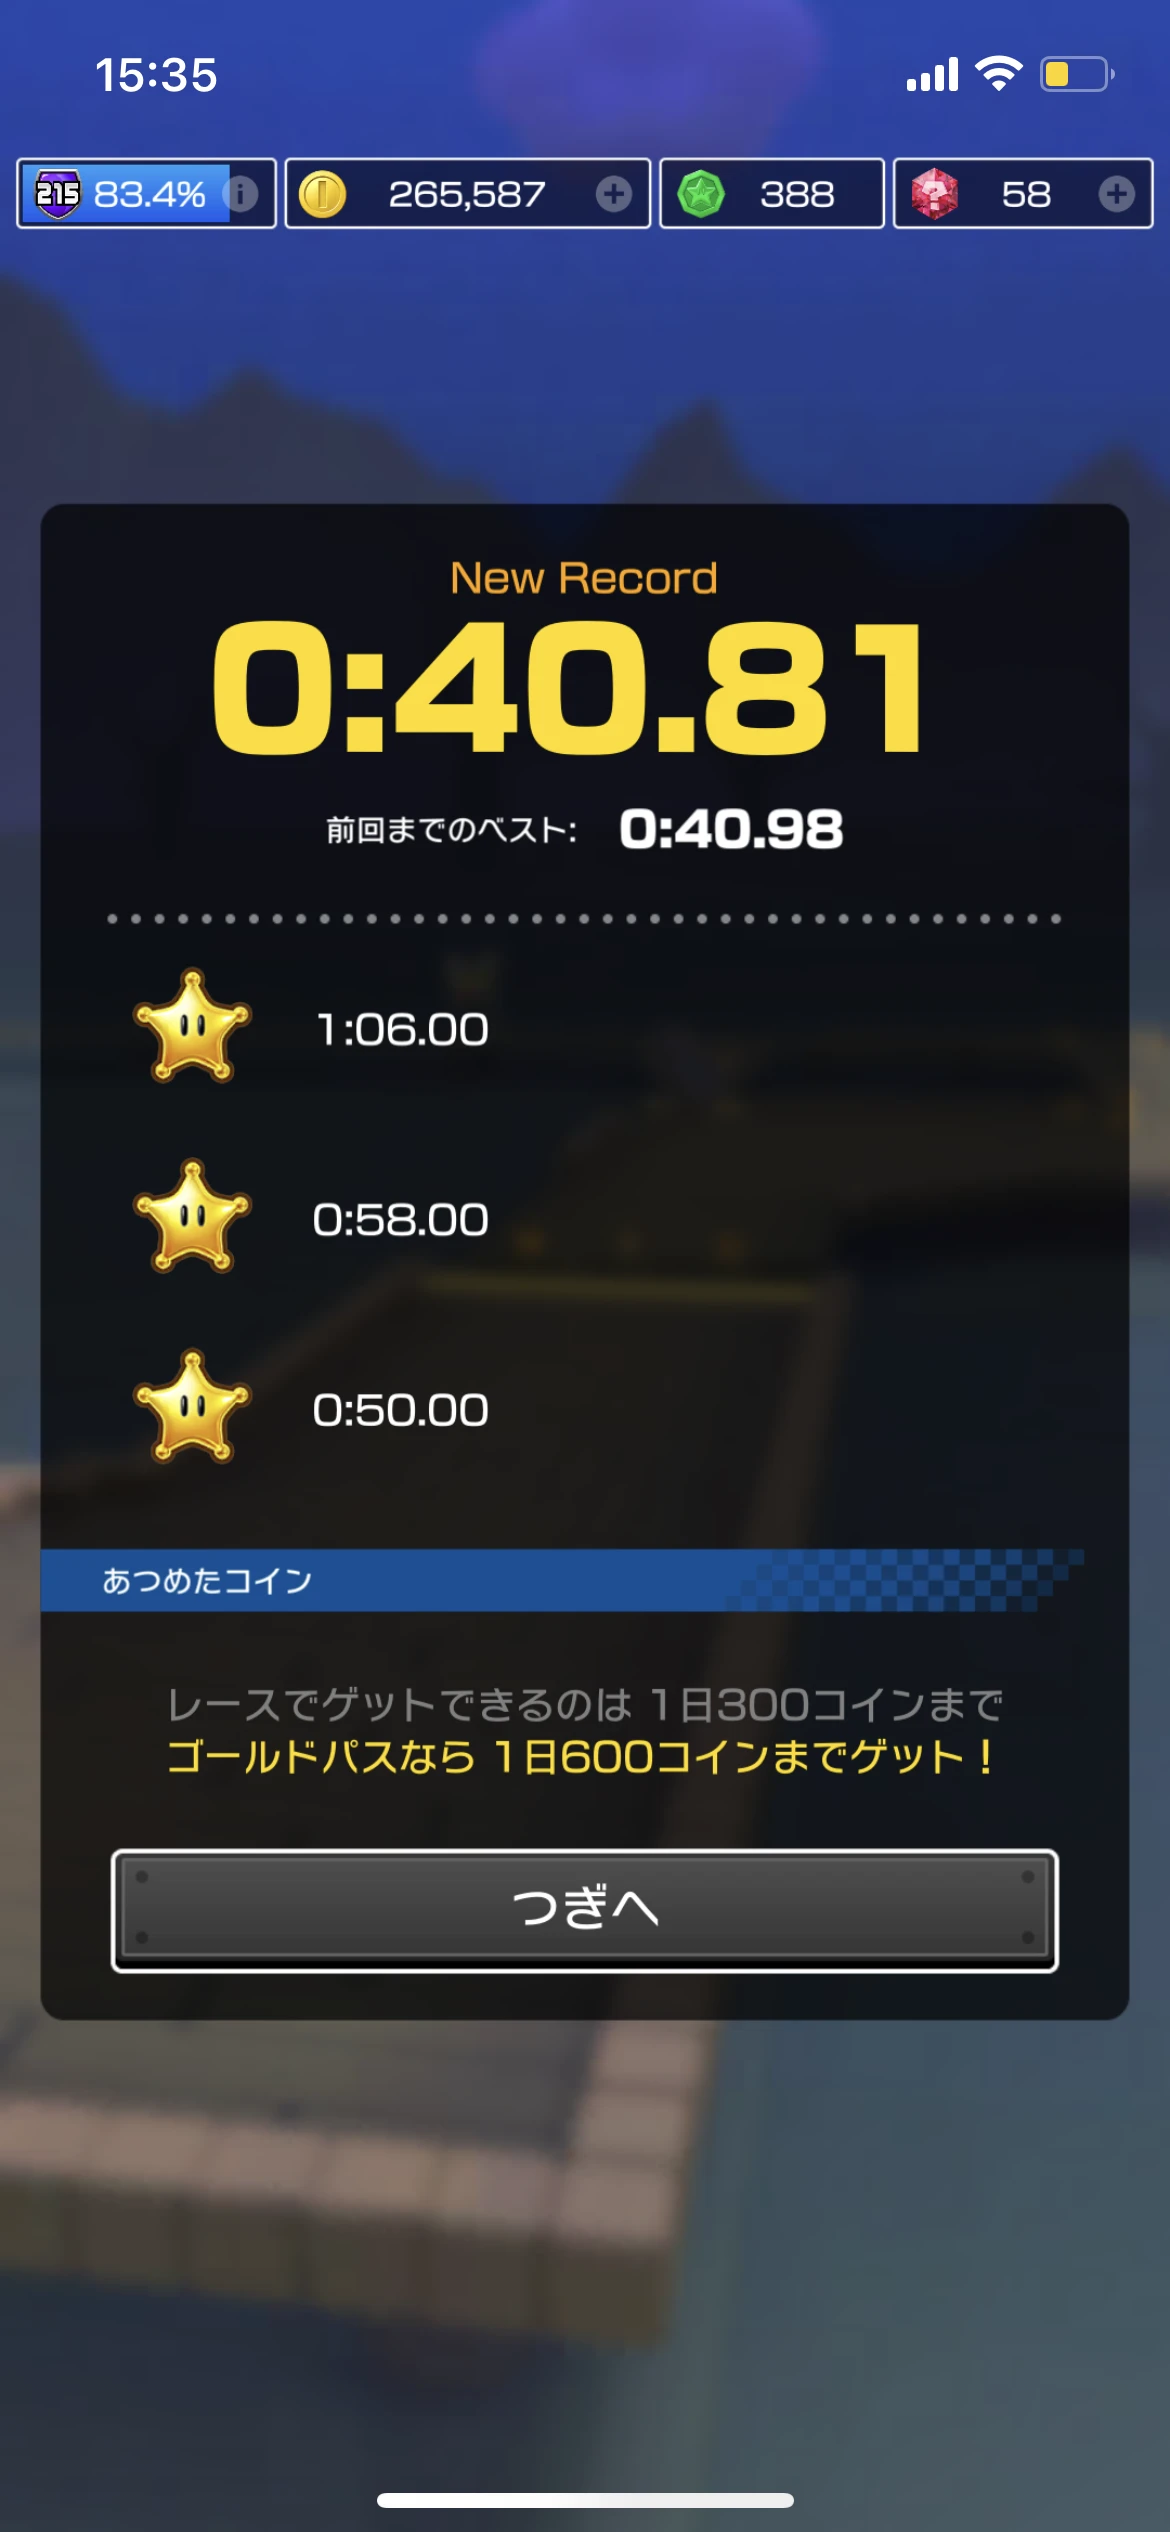 15:35
215 83.4% 265,587 388 58
New Record
0:40.81
前回までのベスト: 0:40.98
1:06.00
0:58.00
0:50.00
あつめたコイン
レースでゲットできるのは 1日300コインまで
ゴールドパスなら 1日600コインまでゲット！
つぎへ